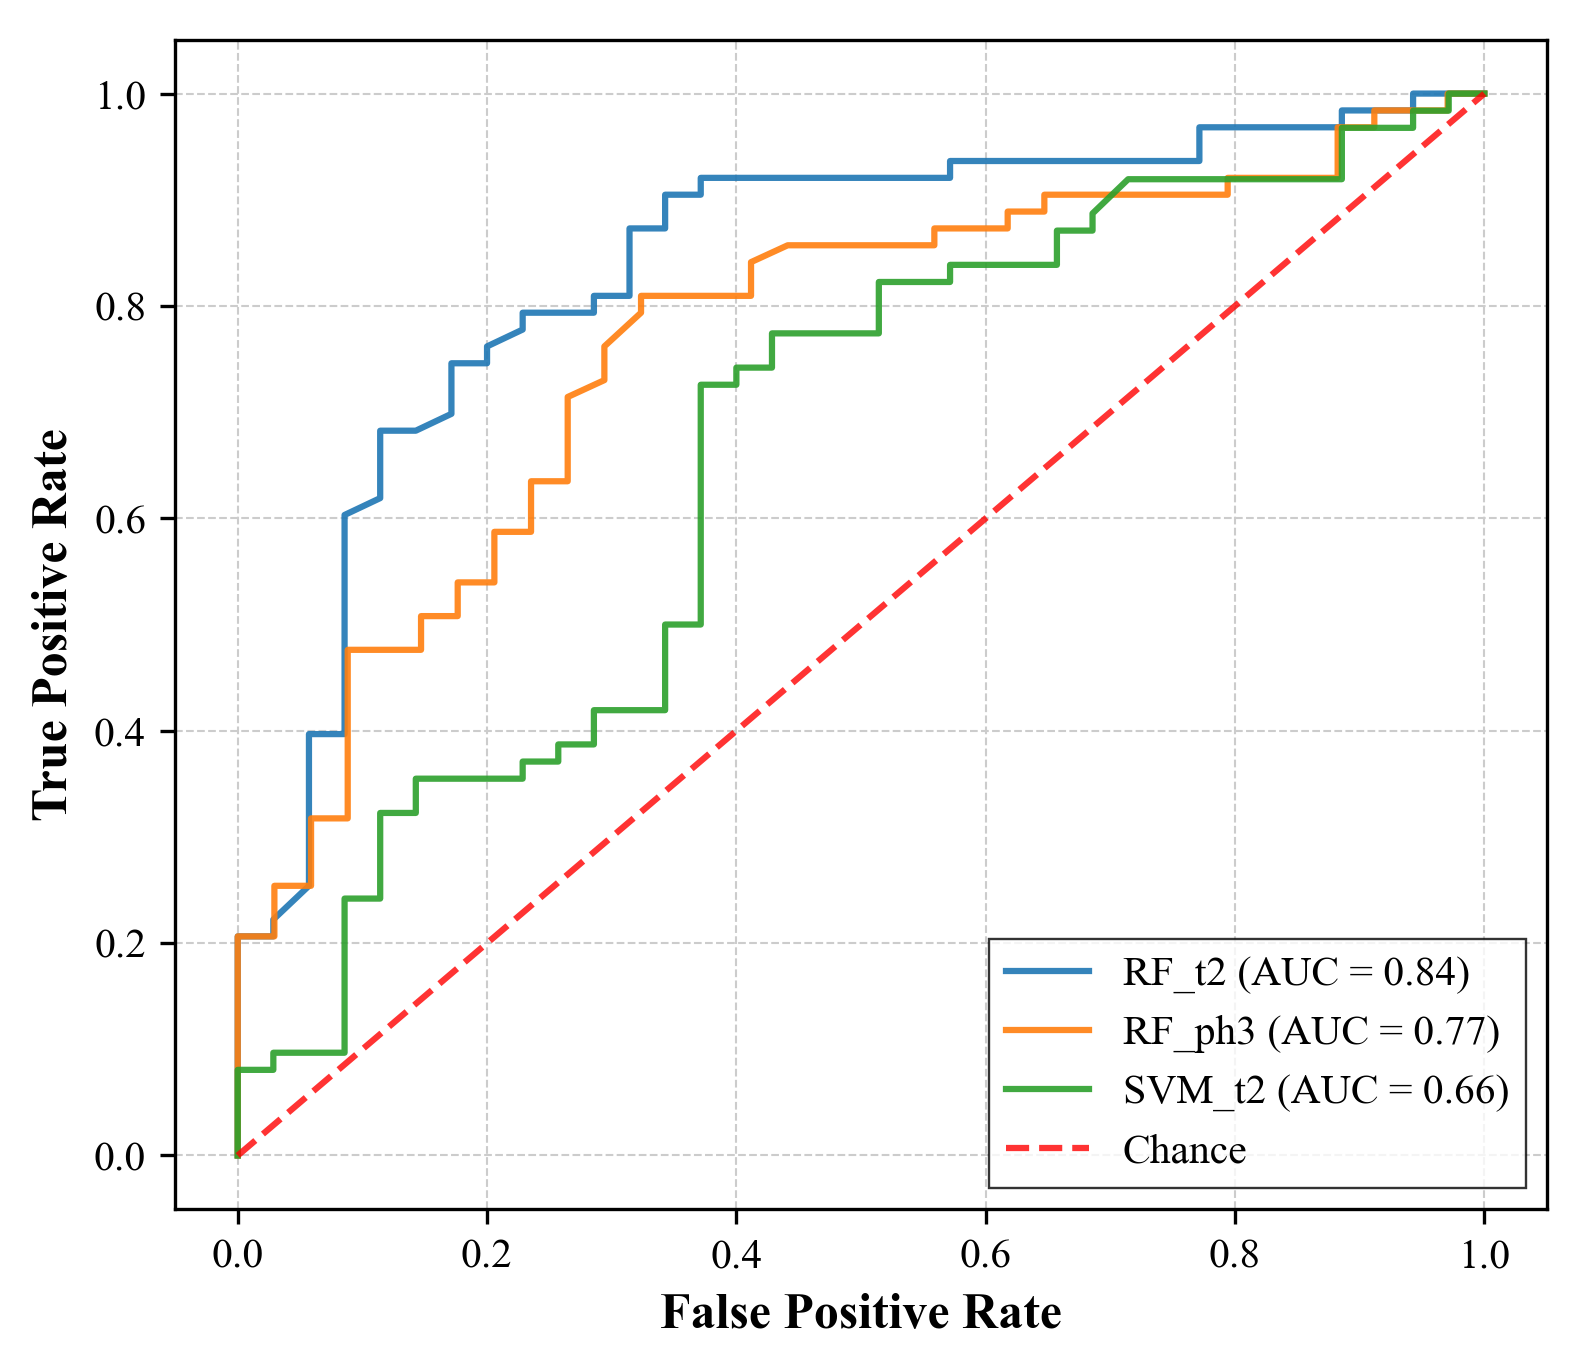 1.0
0.8
0.6
0.4
0.2
0.0
True Positive Rate
RF_t2 (AUC = 0.84)
RF_ph3 (AUC = 0.77)
SVM_t2 (AUC = 0.66)
Chance
0.0 0.2 0.4 0.6 0.8 1.0
False Positive Rate